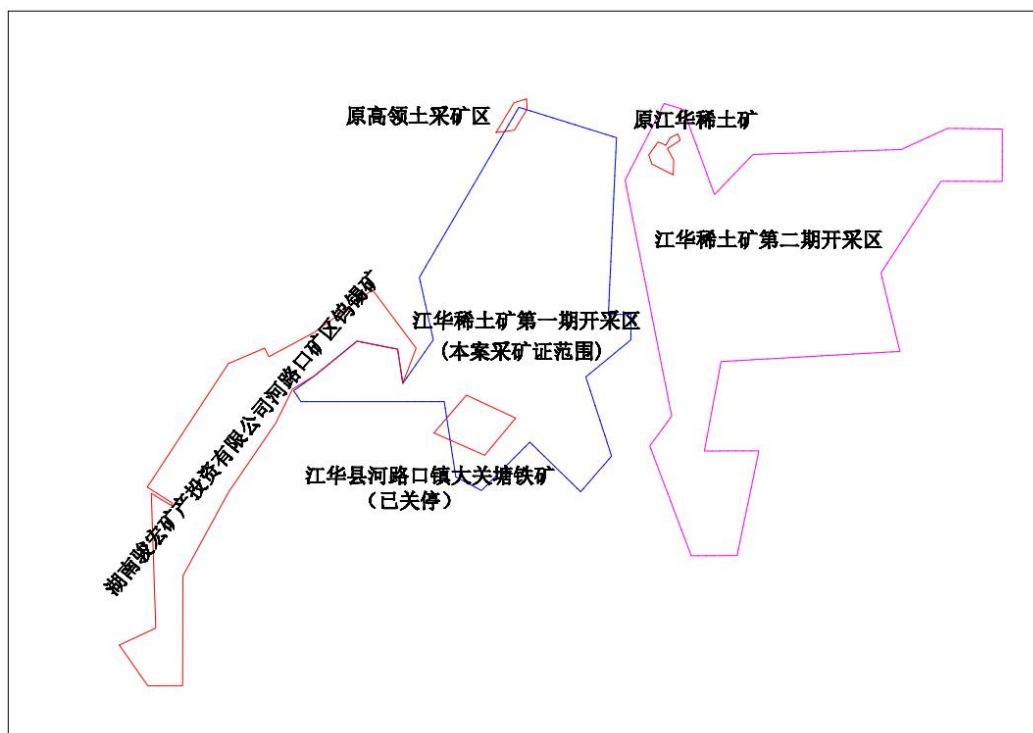 原高领土采矿区
原江华稀土矿
江华稀土矿第二期开采区
江华稀土矿第一期开采区
(本案采矿证范围)
湖南骏宏矿产投资有限公司河路口矿区钨锡矿
江华县河路口镇大关塘铁矿
（已关停）